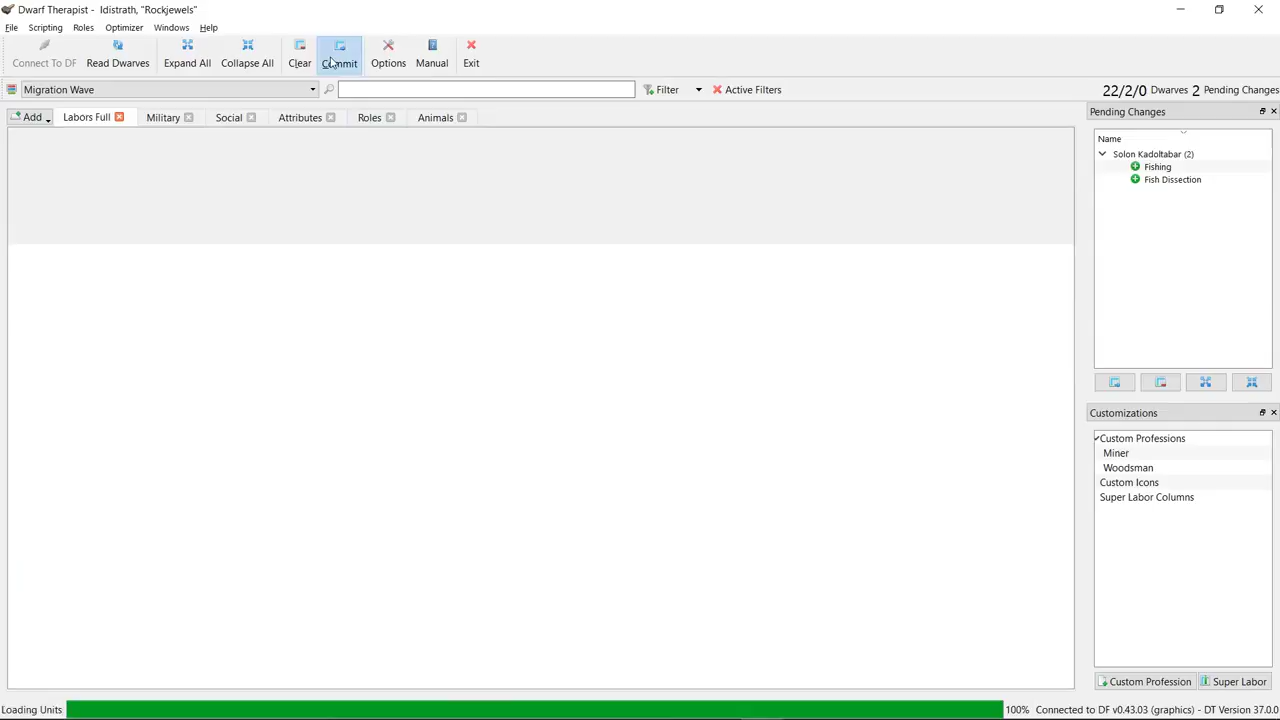 Dwarf Therapist - Idistrath, "Rockjewels"
File Scripting Roles Optimizer Windows Help
Connect To DF Read Dwarves Expand All Collapse All Clear Commit Options Manual Exit
Migration Wave Filter Active Filters 22/2/0 Dwarves 2 Pending Changes
Add Labors Full Military Social Attributes Roles Animals
Pending Changes
Name
Solon Kadoltabar (2)
Fishing
Fish Dissection
Customizations
Custom Professions
Miner
Woodsman
Custom Icons
Super Labor Columns
Custom Profession Super Labor
Loading Units 100% Connected to DF v0.43.03 (graphics) - DT Version 37.0.0